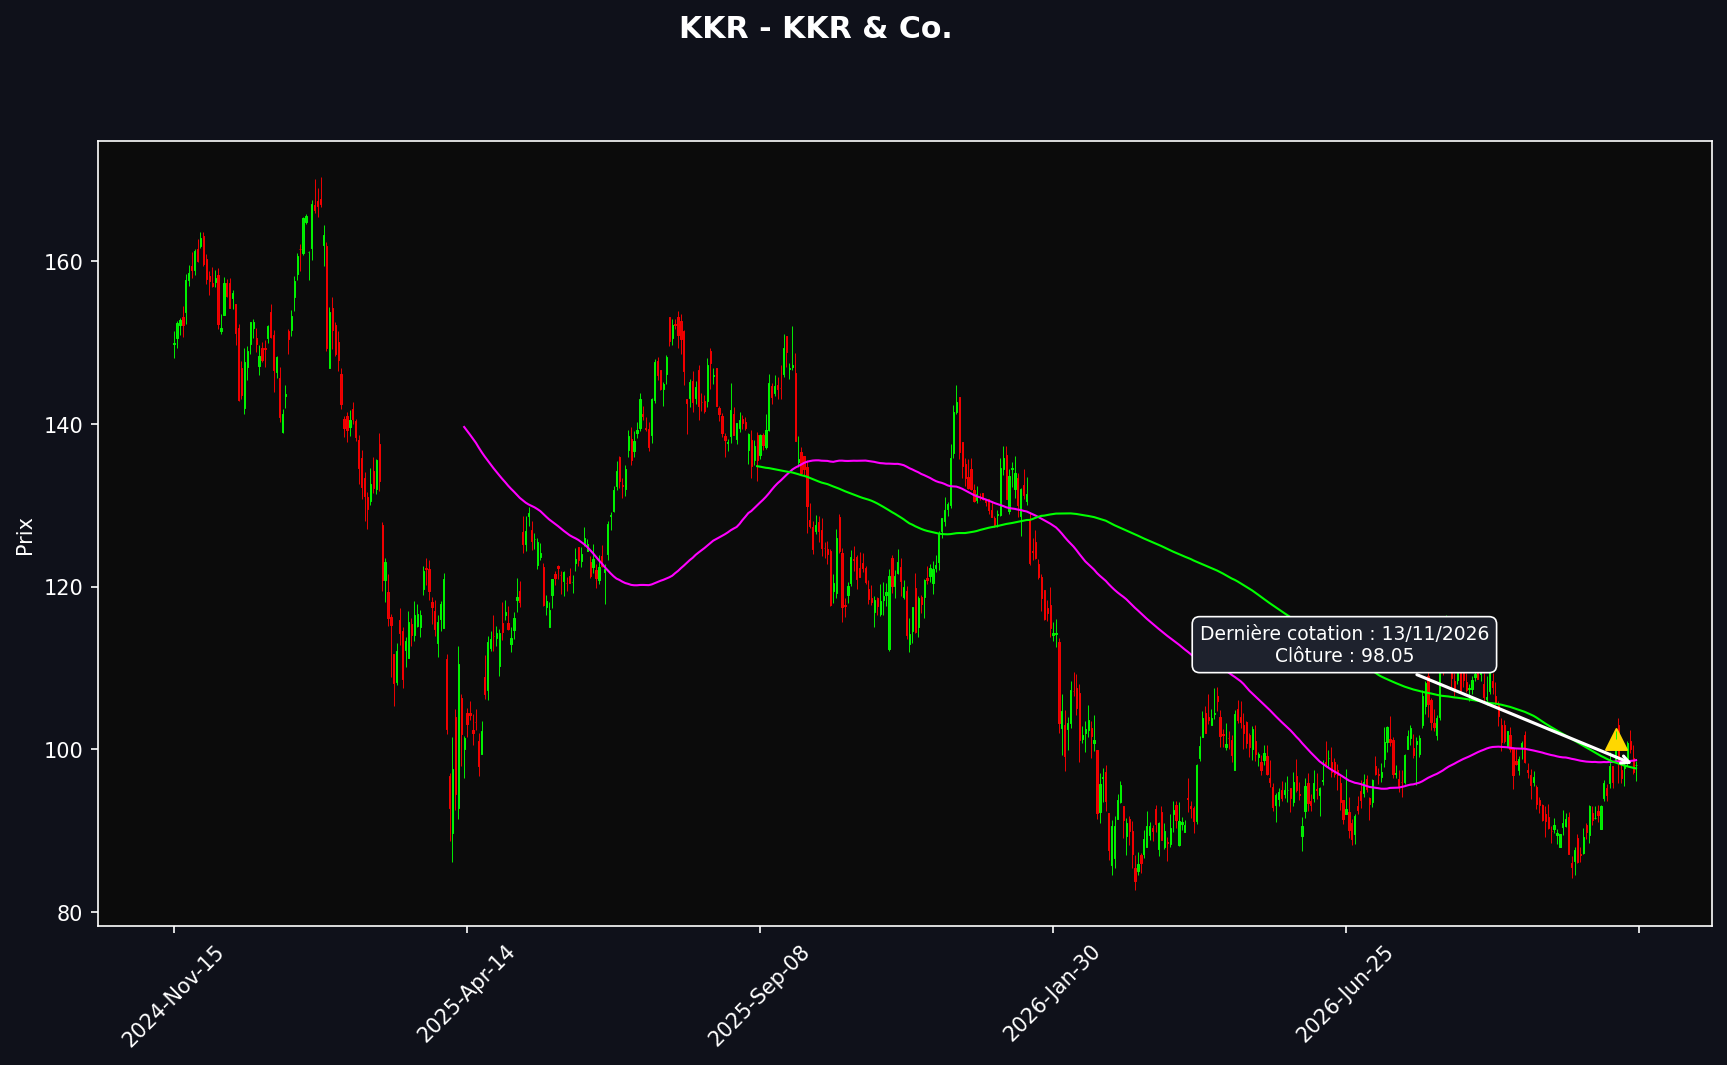 KKR - KKR & Co.
Prix
160
140
120
100
80
Dernière cotation : 13/11/2026
Clôture : 98.05
2024-Nov-15
2025-Apr-14
2025-Sep-08
2026-Jan-30
2026-Jun-25